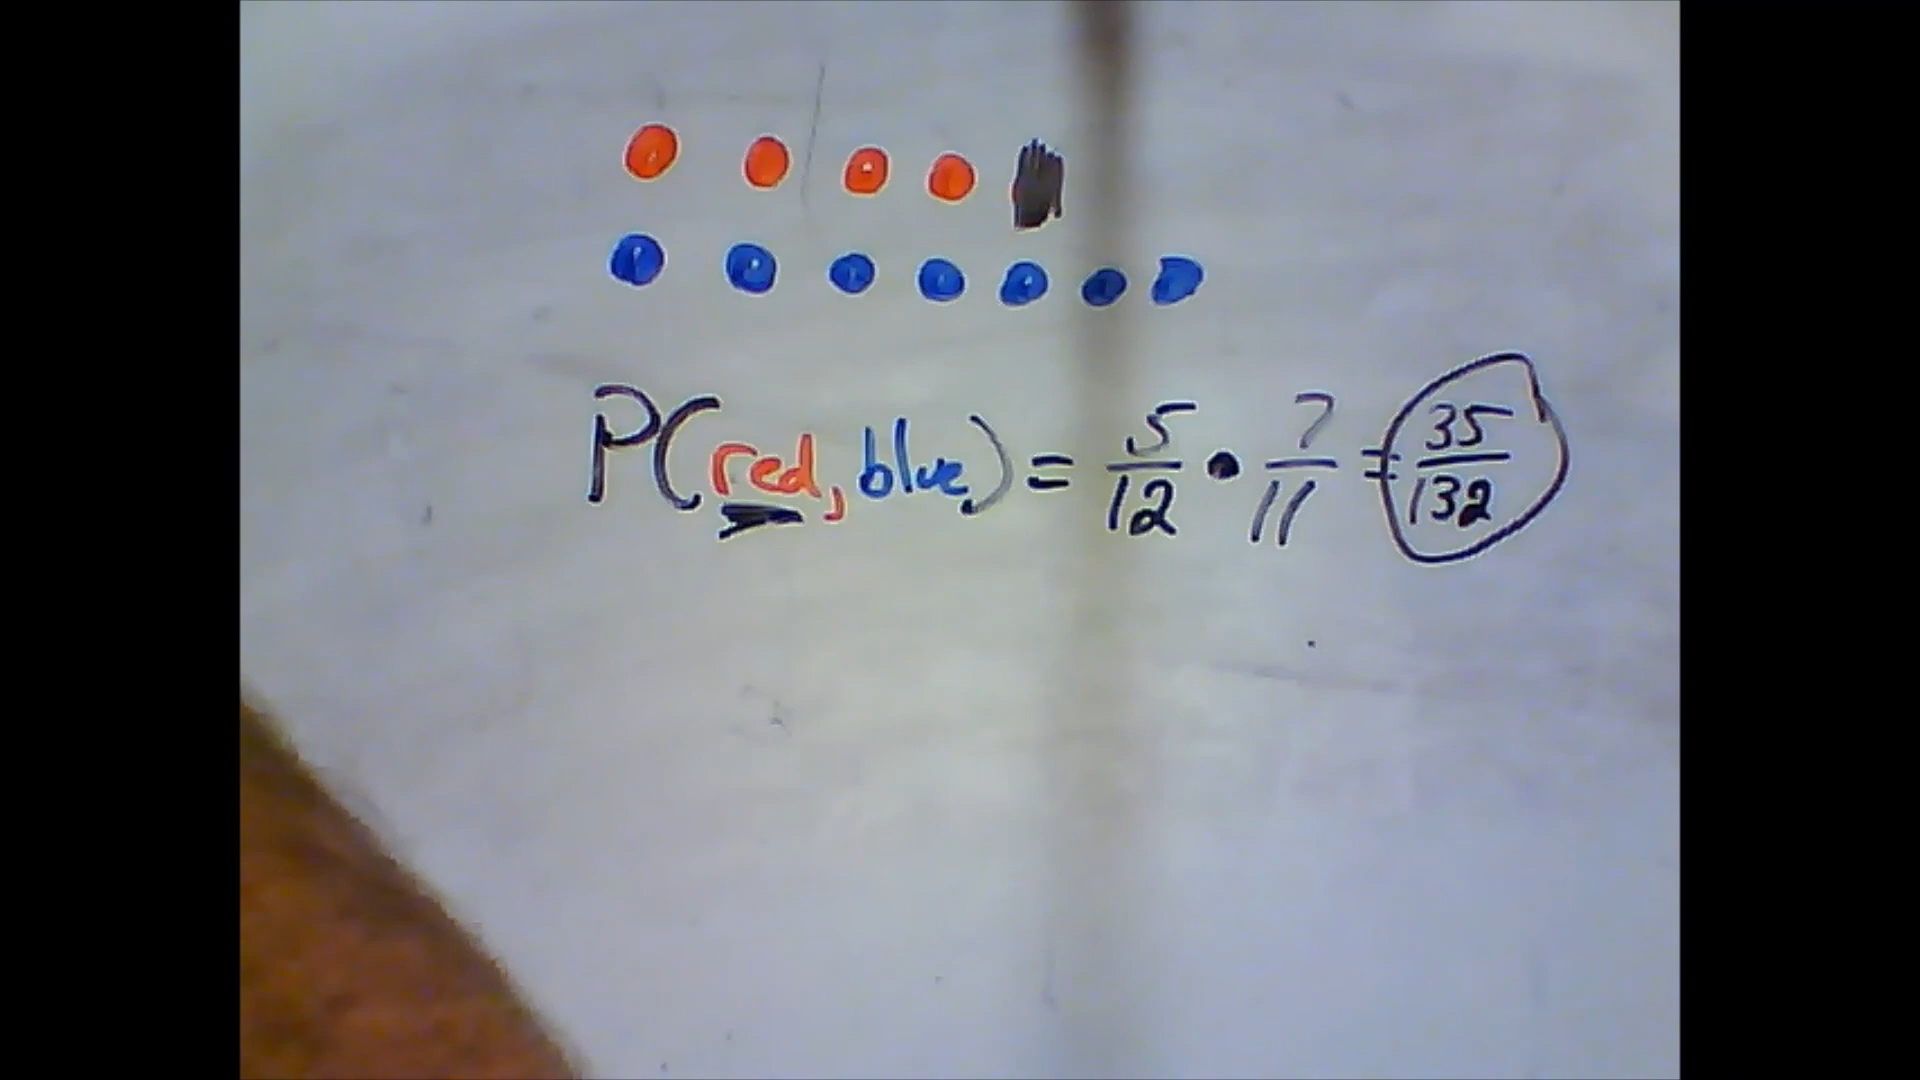 P(red, blue) = 5/12 • 7/11 = 35/132